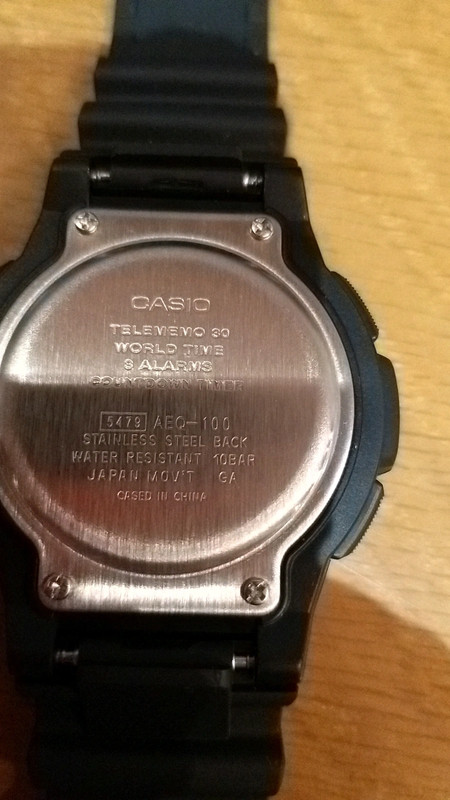 CASIO
TELEMEMO 30
WORLD TIME
3 ALARMS
COUNTDOWN TIMER
5479 AEQ-100
STAINLESS STEEL BACK
WATER RESISTANT 10BAR
JAPAN MOV'T GA
CASED IN CHINA